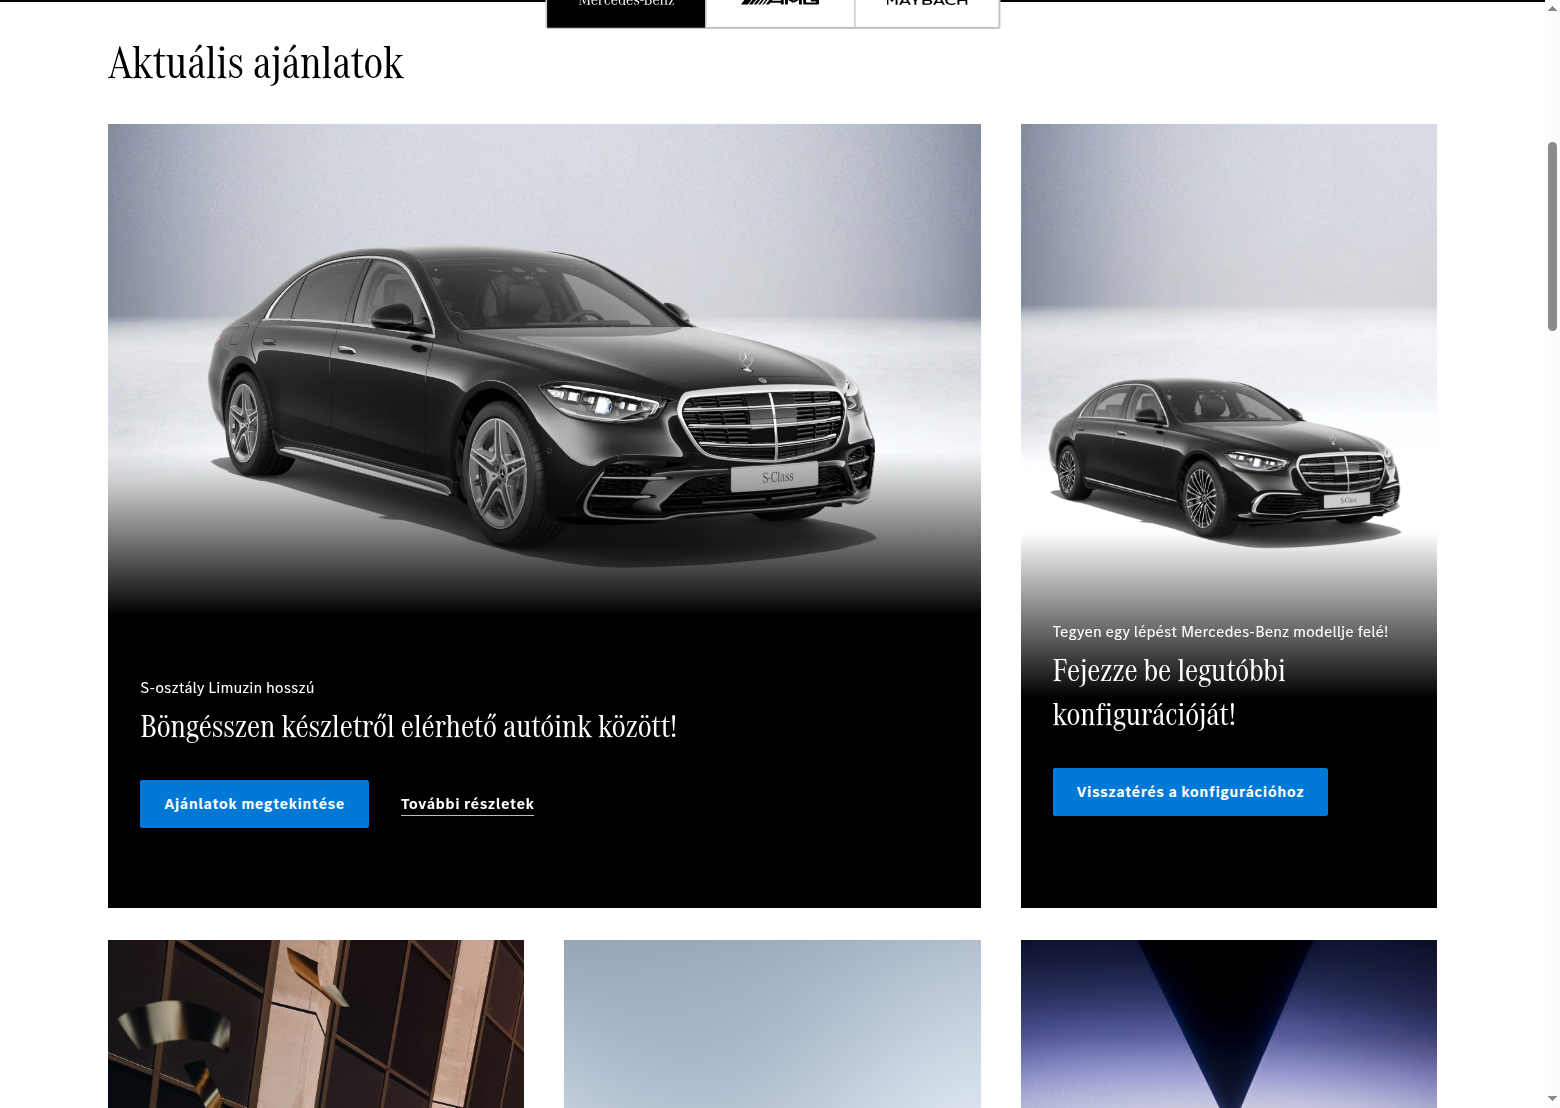 Mercedes-Benz
AMG
MAYBACH
Aktuális ajánlatok
S-Class
S-Class
Tegyen egy lépést Mercedes-Benz modellje felé!
Fejezze be legutóbbi
konfigurációját!
Visszatérés a konfigurációhoz
S-osztály Limuzin hosszú
Böngésszen készletről elérhető autóink között!
Ajánlatok megtekintése
További részletek